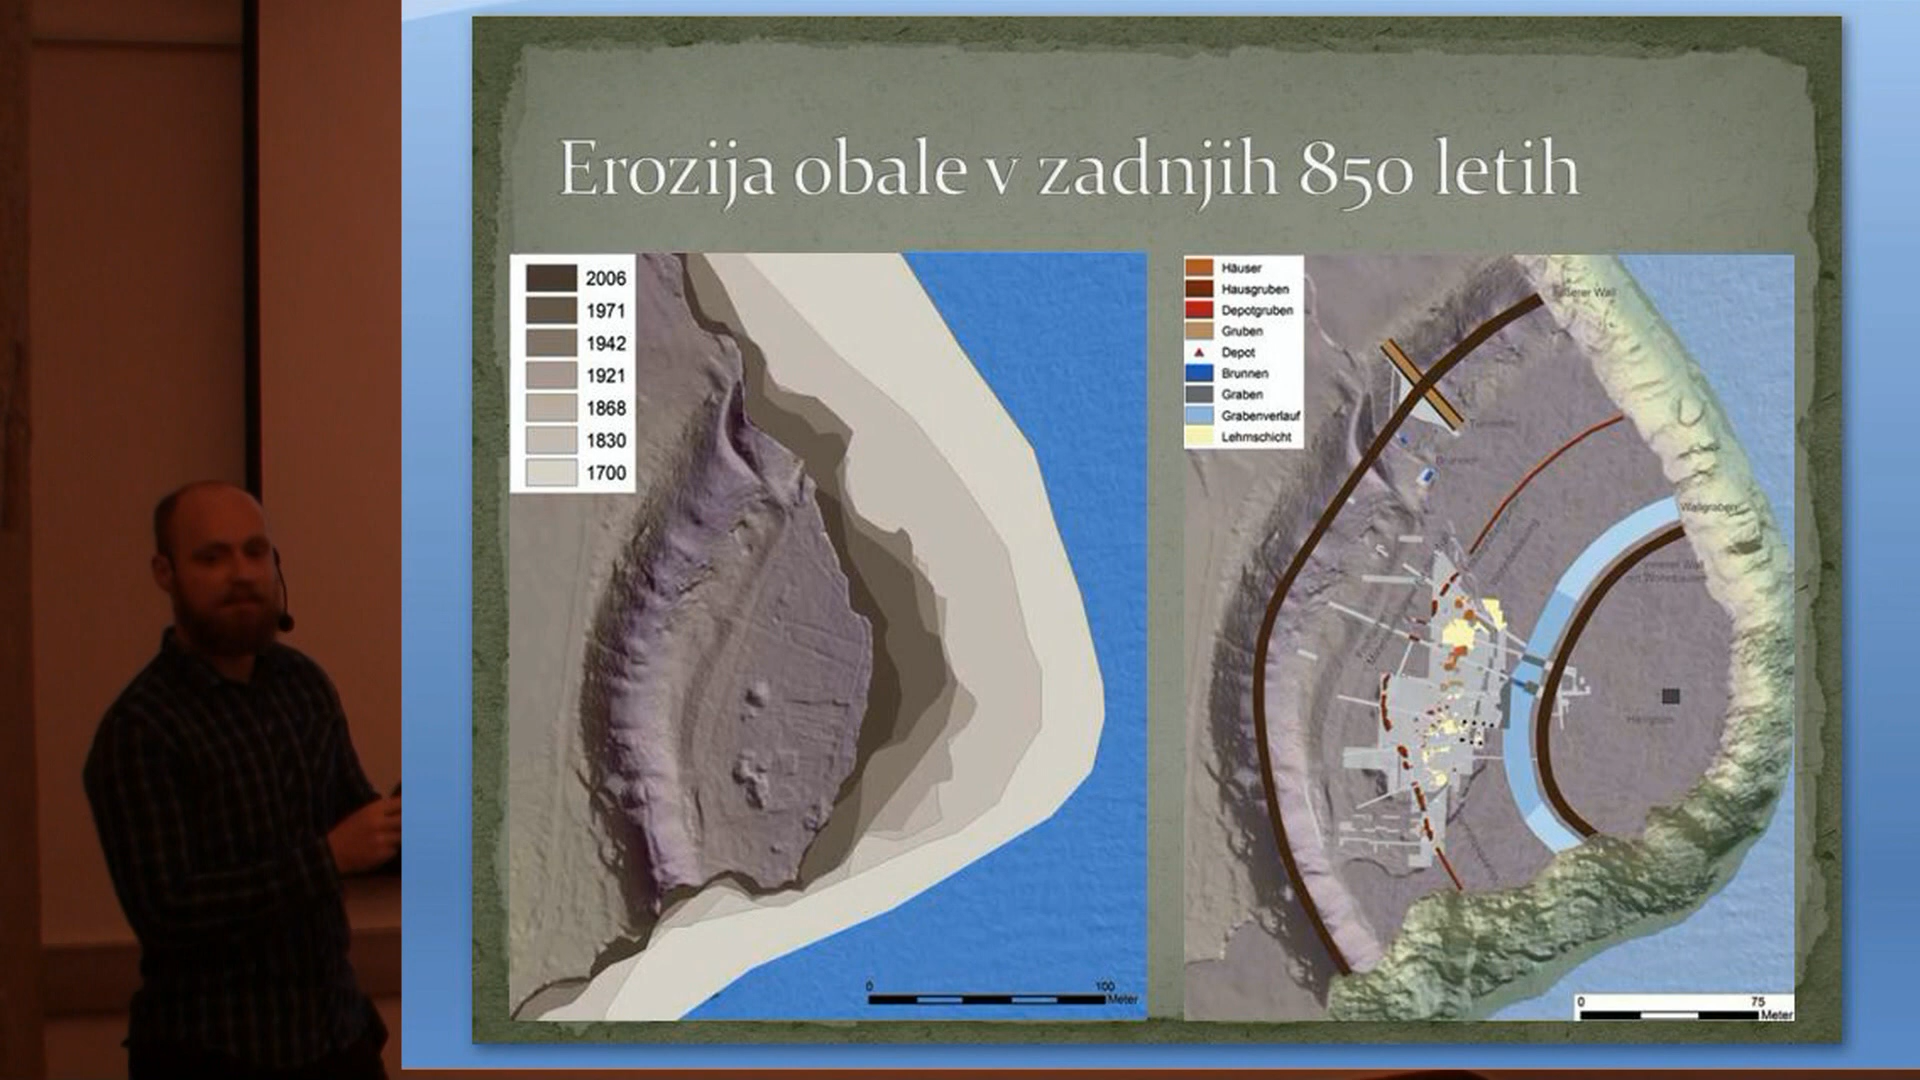 Erozija obale v zadnjih 850 letih
2006
1971
1942
1921
1868
1830
1700
0 100
Meter
Häuser
Hausgruben
Depotgruben
Gruben
Depot
Brunnen
Graben
Grabenverlauf
Lehmschicht
Wall
Wallgraben
0 75
Meter